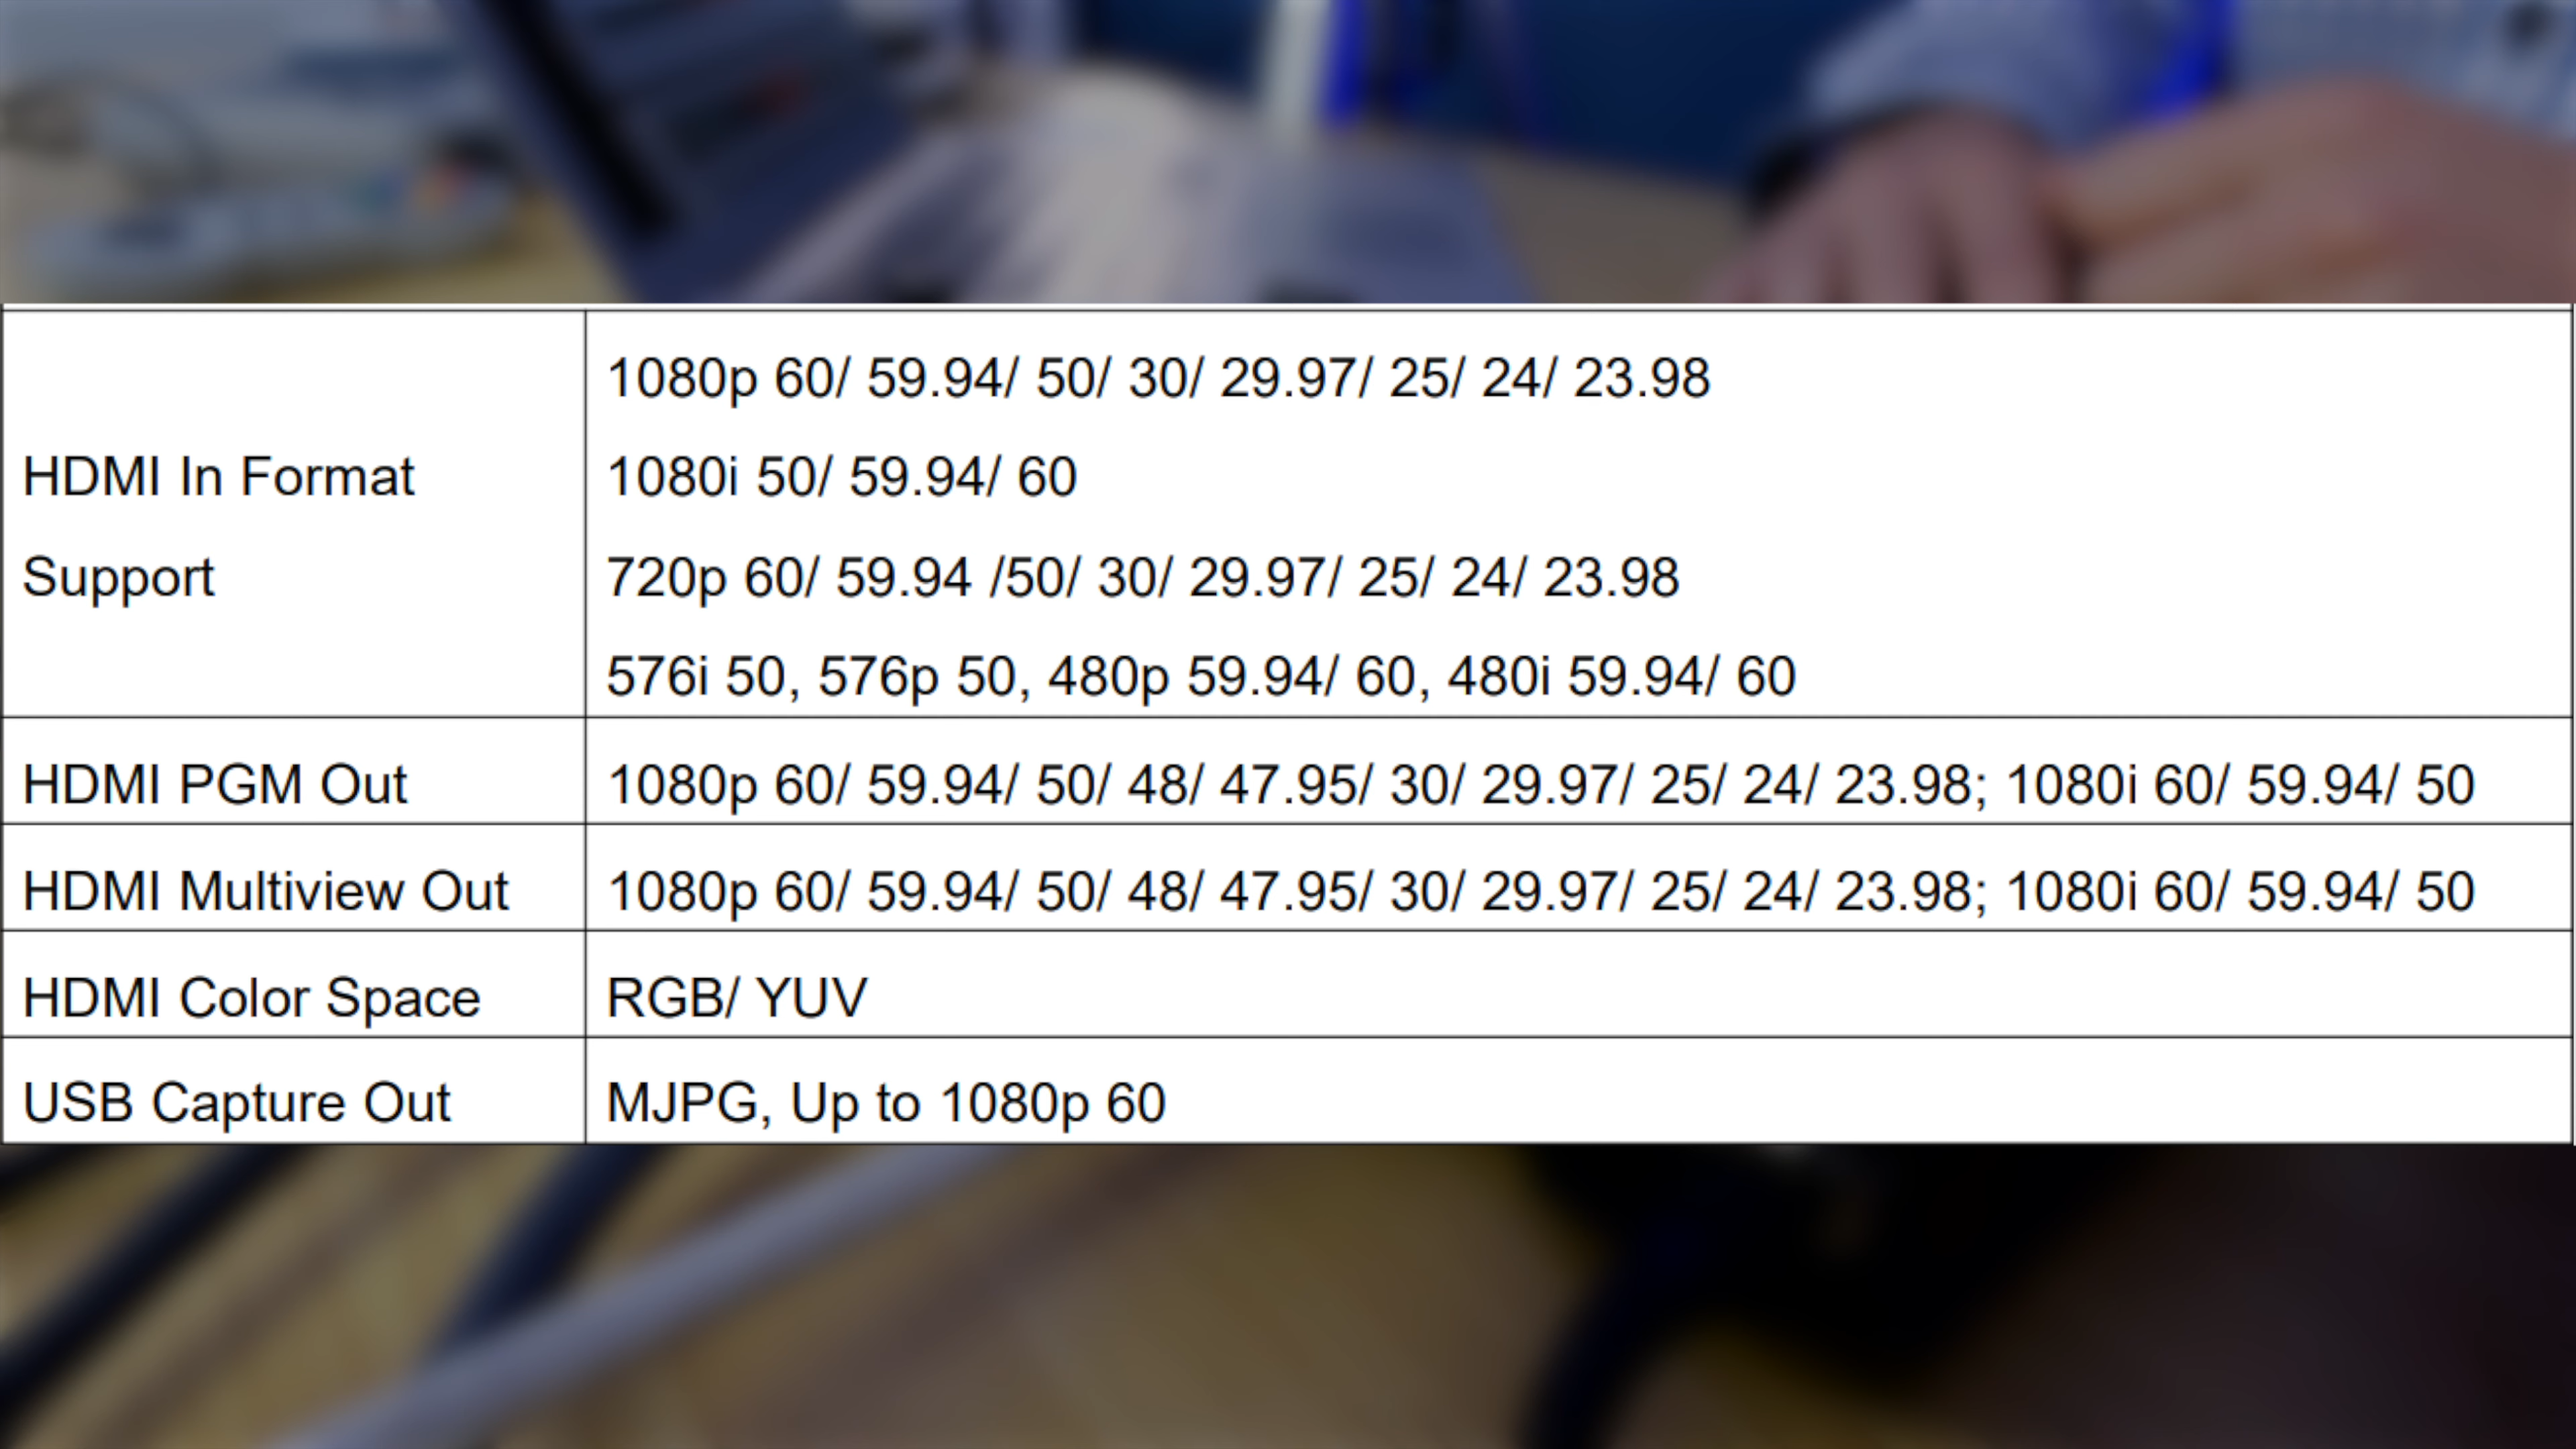 1080p 60/ 59.94/ 50/ 30/ 29.97/ 25/ 24/ 23.98
HDMI In Format
1080i 50/ 59.94/ 60
Support
720p 60/ 59.94 /50/ 30/ 29.97/ 25/ 24/ 23.98
576i 50, 576p 50, 480p 59.94/ 60, 480i 59.94/ 60
HDMI PGM Out
1080p 60/ 59.94/ 50/ 48/ 47.95/ 30/ 29.97/ 25/ 24/ 23.98; 1080i 60/ 59.94/ 50
HDMI Multiview Out
1080p 60/ 59.94/ 50/ 48/ 47.95/ 30/ 29.97/ 25/ 24/ 23.98; 1080i 60/ 59.94/ 50
HDMI Color Space
RGB/ YUV
USB Capture Out
MJPG, Up to 1080p 60